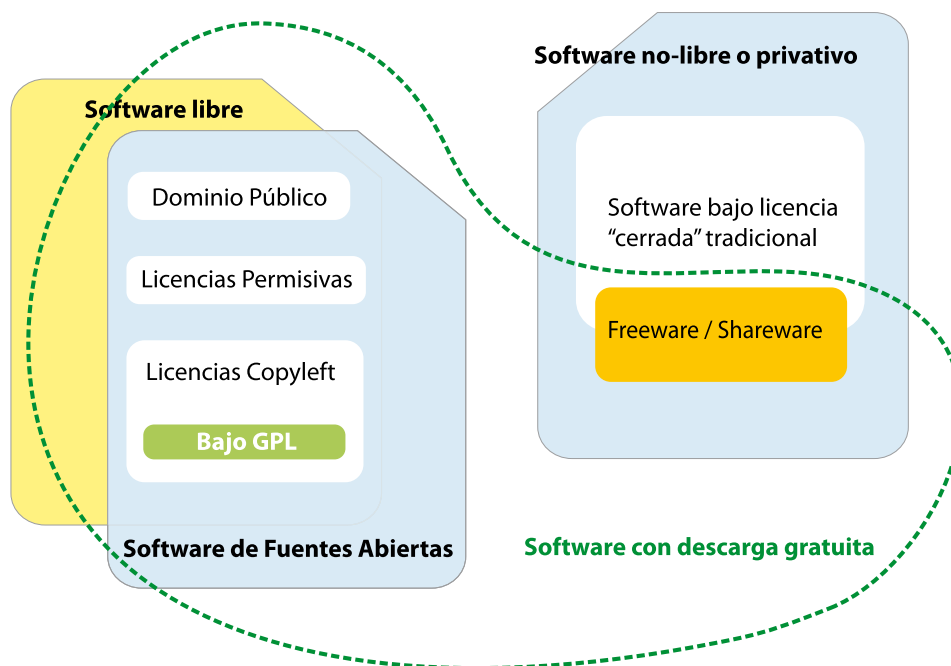 Software no-libre o privativo
Software libre
Dominio Público
Licencias Permisivas
Licencias Copyleft
Bajo GPL
Software de Fuentes Abiertas
Software bajo licencia
“cerrada” tradicional
Freeware / Shareware
Software con descarga gratuita